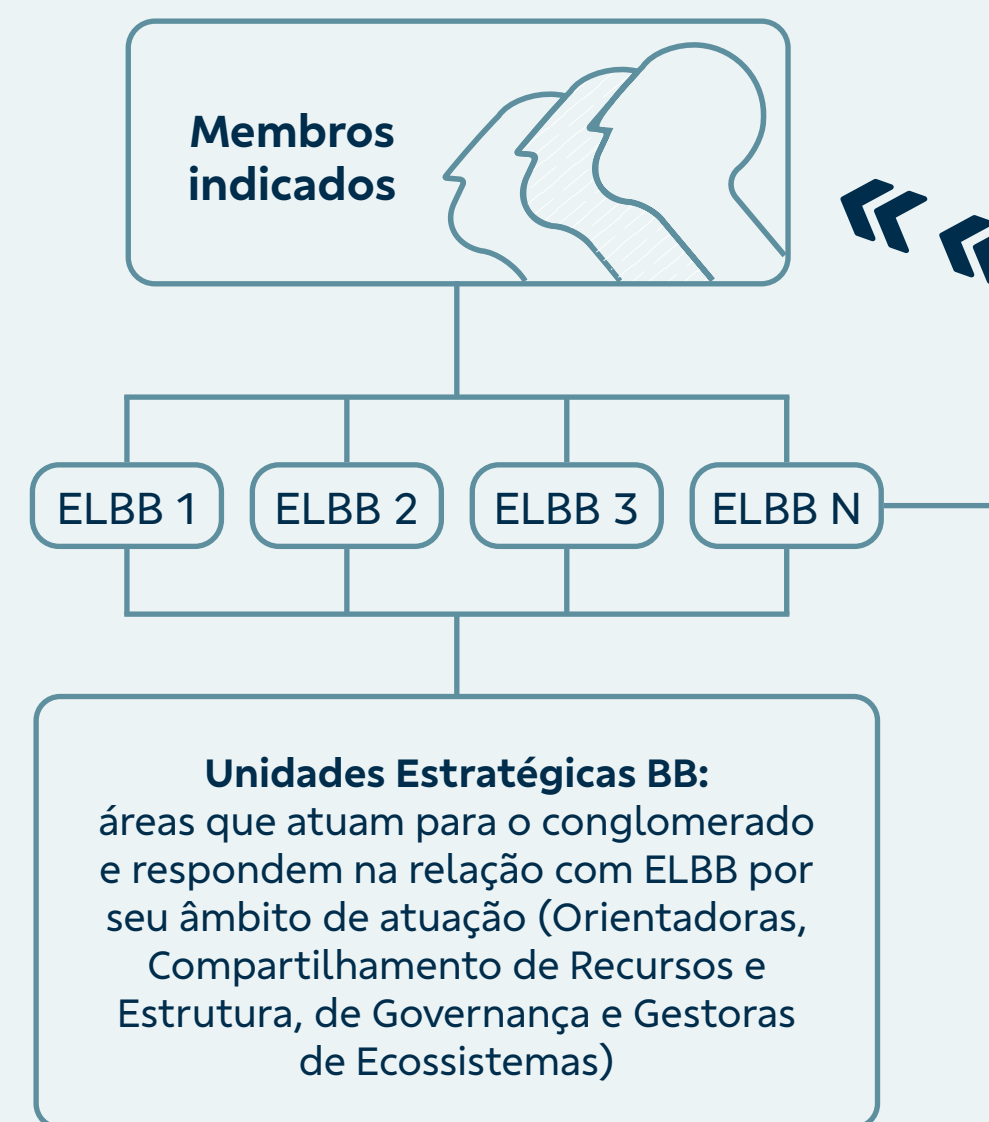 Membros
indicados
ELBB 1
ELBB 2
ELBB 3
ELBB N
Unidades Estratégicas BB:
áreas que atuam para o conglomerado
e respondem na relação com ELBB por
seu âmbito de atuação (Orientadoras,
Compartilhamento de Recursos e
Estrutura, de Governança e Gestoras
de Ecossistemas)